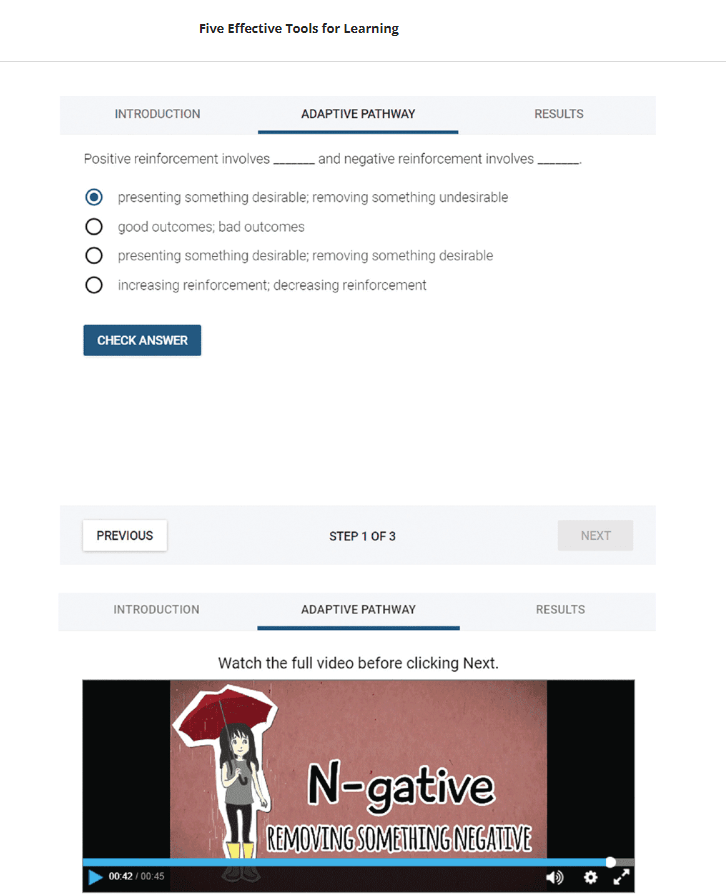 Five Effective Tools for Learning
INTRODUCTION ADAPTIVE PATHWAY RESULTS
Positive reinforcement involves _______ and negative reinforcement involves _______.
presenting something desirable; removing something undesirable
good outcomes; bad outcomes
presenting something desirable; removing something desirable
increasing reinforcement; decreasing reinforcement
CHECK ANSWER
PREVIOUS STEP 1 OF 3 NEXT
INTRODUCTION ADAPTIVE PATHWAY RESULTS
Watch the full video before clicking Next.
N-gative
REMOVING SOMETHING NEGATIVE
00:42 / 00:45